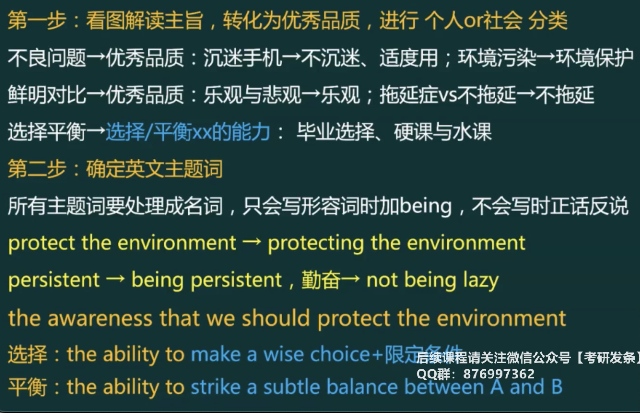 第一步：看图解读主旨，转化为优秀品质，进行 个人or社会 分类
不良问题→优秀品质：沉迷手机→不沉迷、适度用；环境污染→环境保护
鲜明对比→优秀品质：乐观与悲观→乐观；拖延症vs不拖延→不拖延
选择平衡→选择/平衡xx的能力： 毕业选择、硬课与水课
第二步：确定英文主题词
所有主题词要处理成名词，只会写形容词时加being，不会写时正话反说
protect the environment → protecting the environment
persistent → being persistent，勤奋→ not being lazy
the awareness that we should protect the environment
选择：the ability to make a wise choice+限定条件
后续课程请关注微信公众号【考研发条】
QQ群：876997362
平衡：the ability to strike a subtle balance between A and B